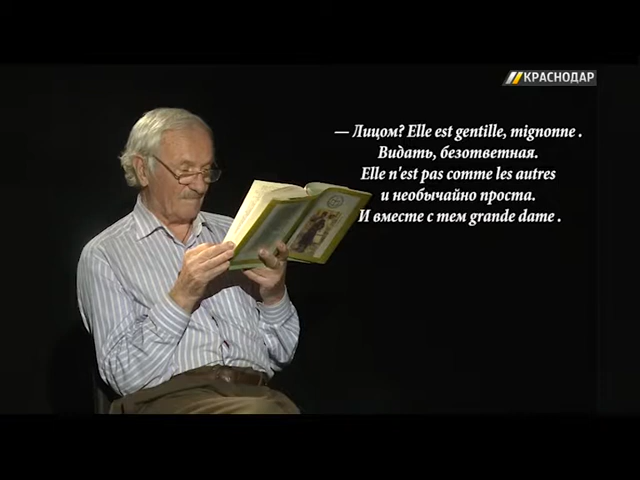 КРАСНОДАР
— Лицом? Elle est gentille, mignonne .
Видать, безответная.
Elle n'est pas comme les autres
и необычайно проста.
И вместе с тем grande dame .